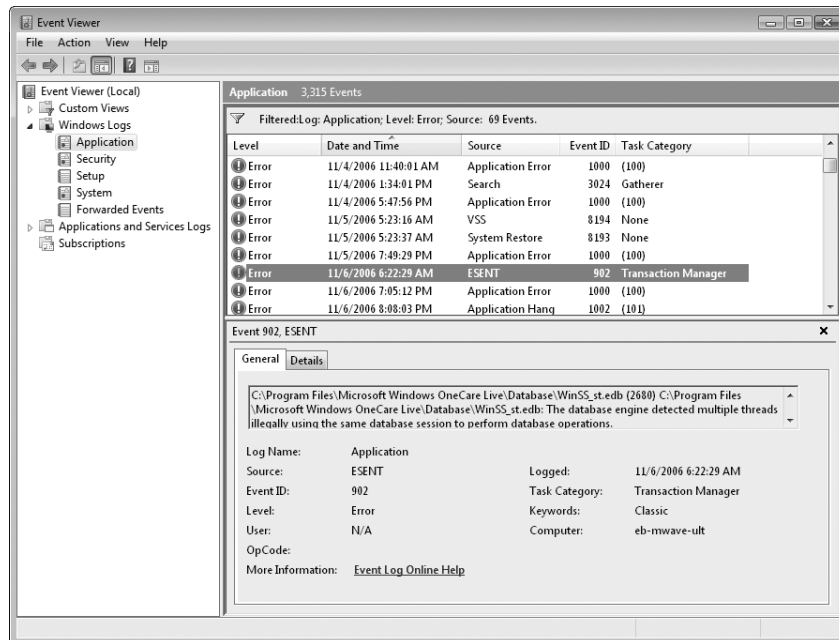 Event Viewer
File Action View Help
Event Viewer (Local)
Custom Views
Windows Logs
Application
Security
Setup
System
Forwarded Events
Applications and Services Logs
Subscriptions
Application 3,315 Events
Filtered:Log: Application; Level: Error; Source: 69 Events.
Level Date and Time Source Event ID Task Category
Error 11/4/2006 11:40:01 AM Application Error 1000 (100)
Error 11/4/2006 1:34:01 PM Search 3024 Gatherer
Error 11/4/2006 5:47:56 PM Application Error 1000 (100)
Error 11/5/2006 5:23:16 AM VSS 8194 None
Error 11/5/2006 5:23:37 AM System Restore 8193 None
Error 11/5/2006 7:49:29 PM Application Error 1000 (100)
Error 11/6/2006 6:22:29 AM ESENT 902 Transaction Manager
Error 11/6/2006 7:05:12 PM Application Error 1000 (100)
Error 11/6/2006 8:08:03 PM Application Hang 1002 (101)
Event 902, ESENT
General Details
C:\Program Files\Microsoft Windows OneCare Live\Database\WinSS_st.edb (2680) C:\Program Files
\Microsoft Windows OneCare Live\Database\WinSS_st.edb: The database engine detected multiple threads
illegally using the same database session to perform database operations.
Log Name: Application
Source: ESENT Logged: 11/6/2006 6:22:29 AM
Event ID: 902 Task Category: Transaction Manager
Level: Error Keywords: Classic
User: N/A Computer: eb-mwave-ult
OpCode:
More Information: Event Log Online Help